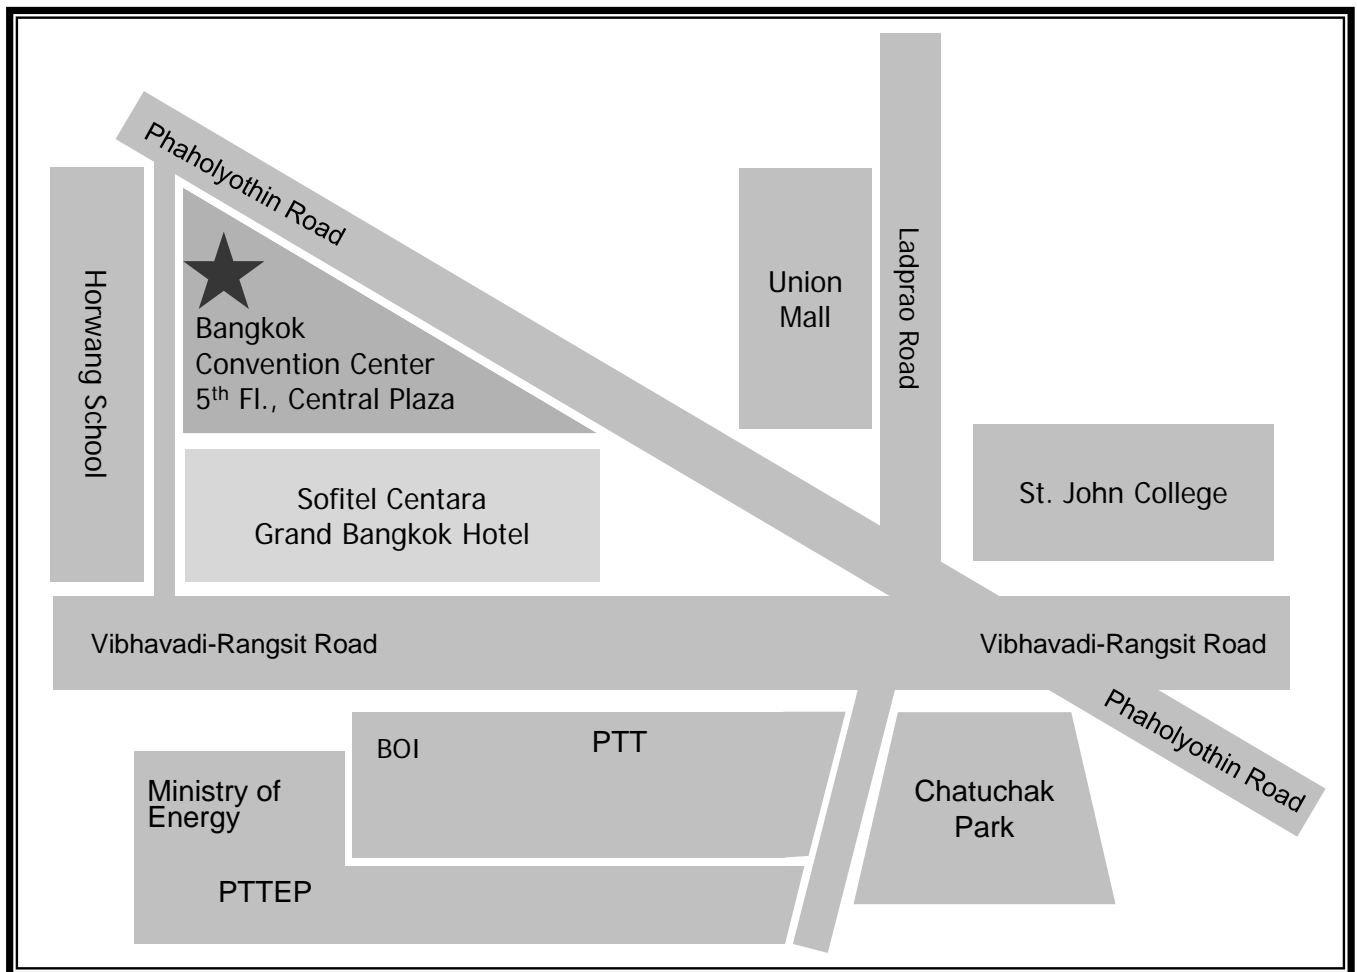 Phaholyothin Road
Horwang School
Bangkok
Convention Center
5th Fl., Central Plaza
Union
Mall
Ladprao Road
Sofitel Centara
Grand Bangkok Hotel
St. John College
Vibhavadi-Rangsit Road
Vibhavadi-Rangsit Road
Phaholyothin Road
BOI
PTT
Ministry of
Energy
PTTEP
Chatuchak
Park